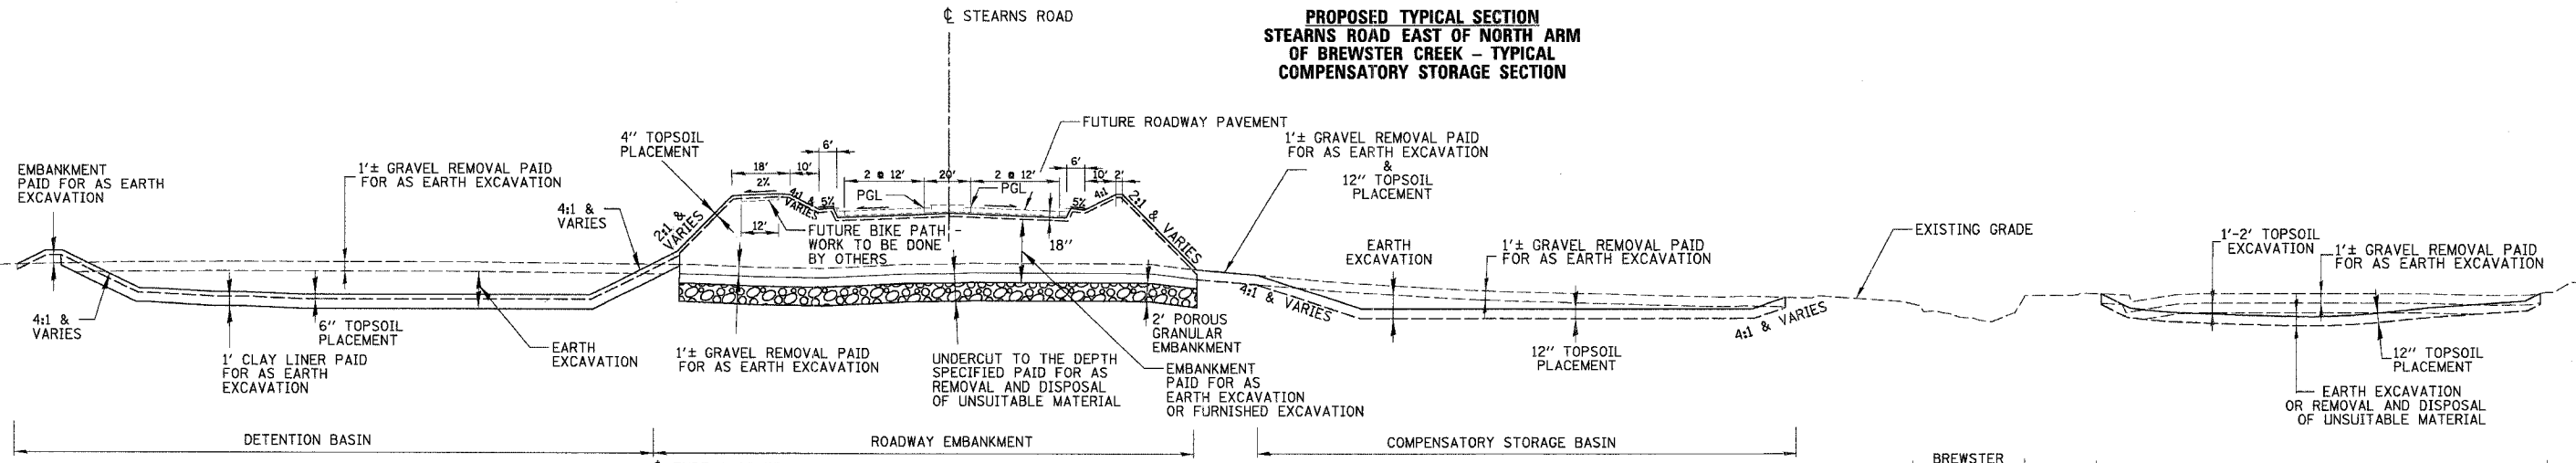 ℄ STEARNS ROAD
PROPOSED TYPICAL SECTION
STEARNS ROAD EAST OF NORTH ARM
OF BREWSTER CREEK – TYPICAL
COMPENSATORY STORAGE SECTION
EMBANKMENT
PAID FOR AS EARTH
EXCAVATION
1'± GRAVEL REMOVAL PAID
FOR AS EARTH EXCAVATION
4:1 &
VARIES
4" TOPSOIL
PLACEMENT
2:1 &
VARIES
18'
2%
10'
6'
4:1 &
VARIES
5%
12'
2 @ 12'
20'
2 @ 12'
PGL
PGL
FUTURE ROADWAY PAVEMENT
6'
10'
2'
5%
4:1
2:1 & VARIES
FUTURE BIKE PATH -
WORK TO BE DONE
BY OTHERS
18"
1'± GRAVEL REMOVAL PAID
FOR AS EARTH EXCAVATION
&
12" TOPSOIL
PLACEMENT
EARTH
EXCAVATION
1'± GRAVEL REMOVAL PAID
FOR AS EARTH EXCAVATION
EXISTING GRADE
1'-2' TOPSOIL
EXCAVATION
1'± GRAVEL REMOVAL PAID
FOR AS EARTH EXCAVATION
4:1 &
VARIES
1' CLAY LINER PAID
FOR AS EARTH
EXCAVATION
6" TOPSOIL
PLACEMENT
EARTH
EXCAVATION
1'± GRAVEL REMOVAL PAID
FOR AS EARTH EXCAVATION
UNDERCUT TO THE DEPTH
SPECIFIED PAID FOR AS
REMOVAL AND DISPOSAL
OF UNSUITABLE MATERIAL
2' POROUS
GRANULAR
EMBANKMENT
EMBANKMENT
PAID FOR AS
EARTH EXCAVATION
OR FURNISHED EXCAVATION
4:1 & VARIES
12" TOPSOIL
PLACEMENT
4:1 & VARIES
12" TOPSOIL
PLACEMENT
EARTH EXCAVATION
OR REMOVAL AND DISPOSAL
OF UNSUITABLE MATERIAL
DETENTION BASIN
ROADWAY EMBANKMENT
COMPENSATORY STORAGE BASIN
BREWSTER